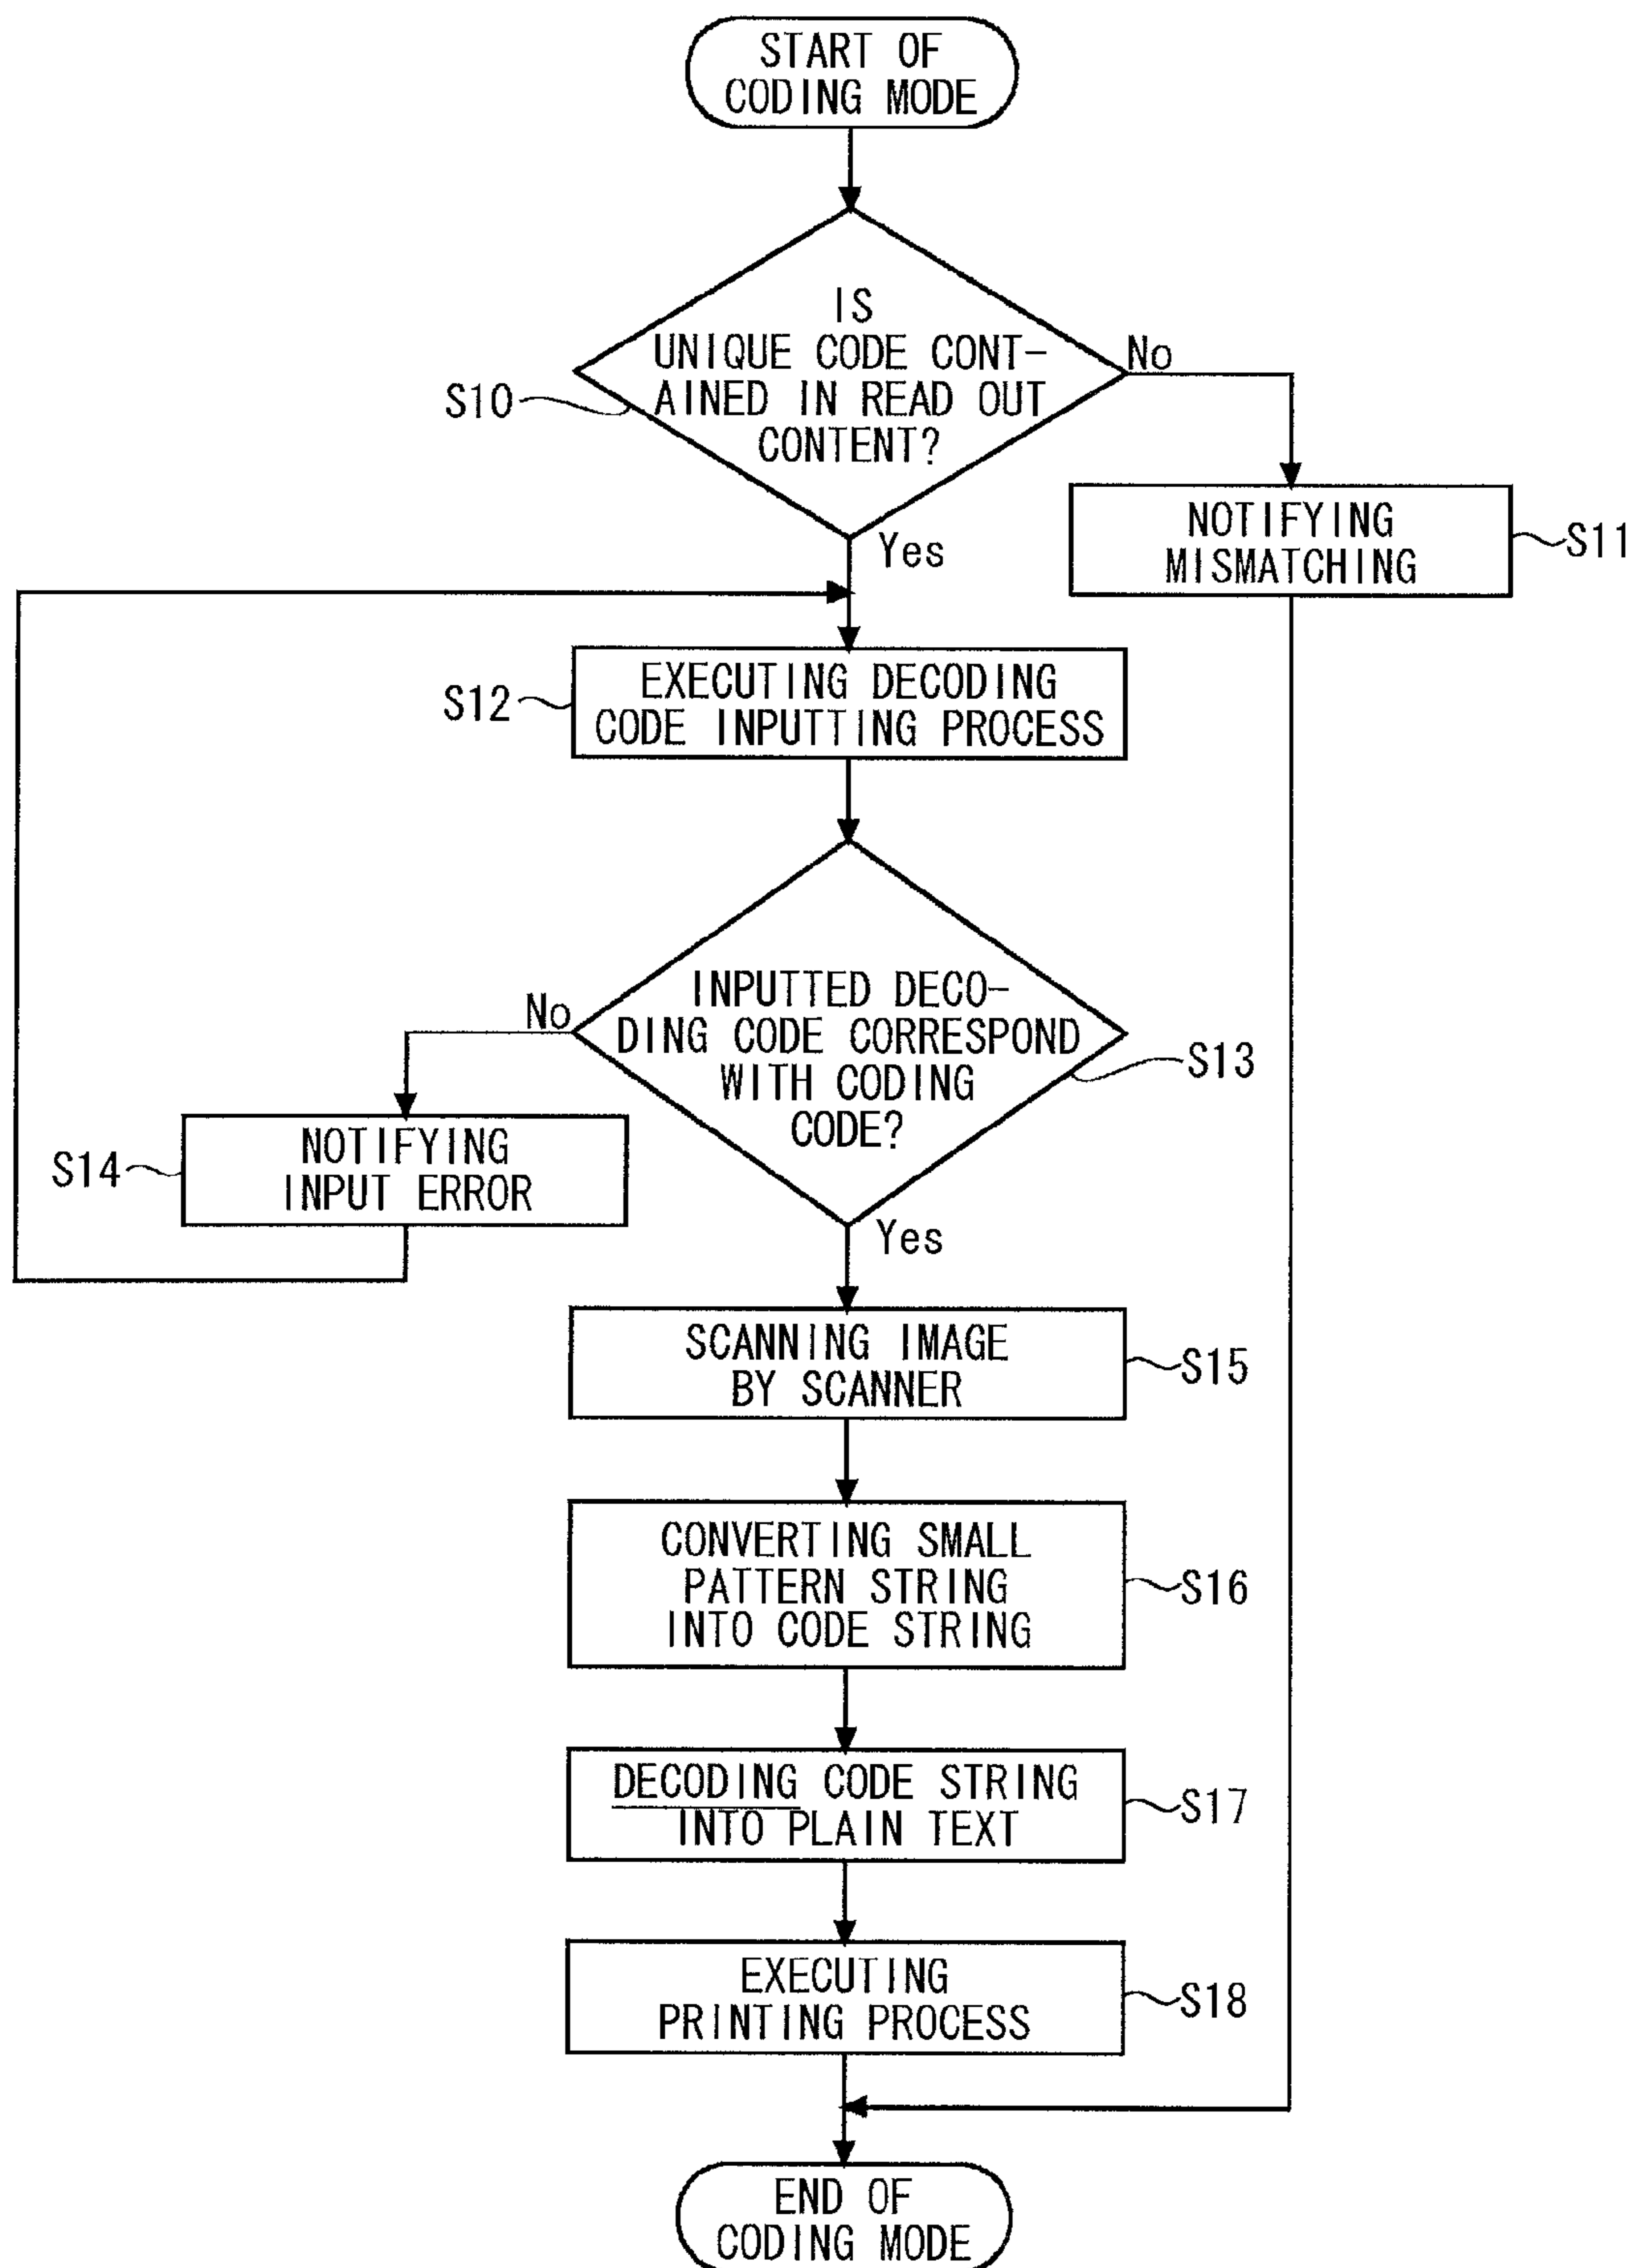 START OF
CODING MODE
IS
UNIQUE CODE CONT-
AINED IN READ OUT
CONTENT?
S10
No
Yes
NOTIFYING
MISMATCHING
S11
EXECUTING DECODING
CODE INPUTTING PROCESS
S12
INPUTTED DECO-
DING CODE CORRESPOND
WITH CODING
CODE?
S13
No
Yes
NOTIFYING
INPUT ERROR
S14
SCANNING IMAGE
BY SCANNER
S15
CONVERTING SMALL
PATTERN STRING
INTO CODE STRING
S16
DECODING CODE STRING
INTO PLAIN TEXT
S17
EXECUTING
PRINTING PROCESS
S18
END OF
CODING MODE